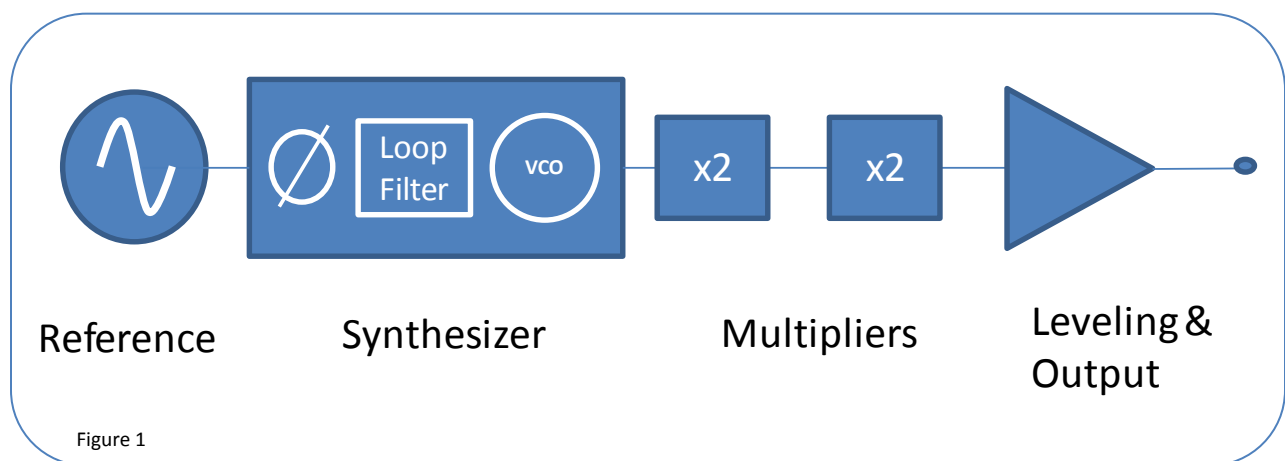 Loop
Filter
vco
x2
x2
Reference
Synthesizer
Multipliers
Leveling &
Output
Figure 1